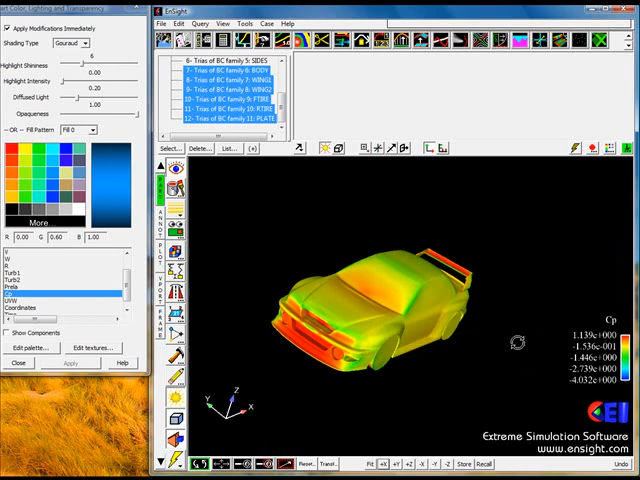 art Color, Lighting and Transparency
Apply Modifications Immediately
Shading Type
Gouraud
6
Highlight Shininess
0.00
Highlight Intensity
0.20
Diffused Light
1.00
Opaqueness
-- OR -- Fill Pattern
Fill 0
More
R 0.00 G 0.60 B 1.00
V
W
R
Turb1
Turb2
Prela
Cp
UVW
Coordinates
Time
Show Components
Edit palette...
Edit textures...
Close
Apply
Help
EnSight
File Edit Query View Tools Case Help
6- Trias of BC family 5: SIDES
7- Trias of BC family 6: BODY
8- Trias of BC family 7: WING1
9- Trias of BC family 8: WING2
10- Trias of BC family 9: FTIRE
11- Trias of BC family 10: RTIRE
12- Trias of BC family 11: PLATE
Select...
Delete...
List...
(+)
PART
ANNOT
PLOT
VPORT
FRAME
Cp
1.139e+000
-1.536e-001
-1.446e+000
-2.739e+000
-4.032e+000
Z
Y
X
CEI
Extreme Simulation Software
www.ensight.com
Reset...
Transf...
Fit
+X
+Y
+Z
-X
-Y
-Z
Store
Recall
Undo